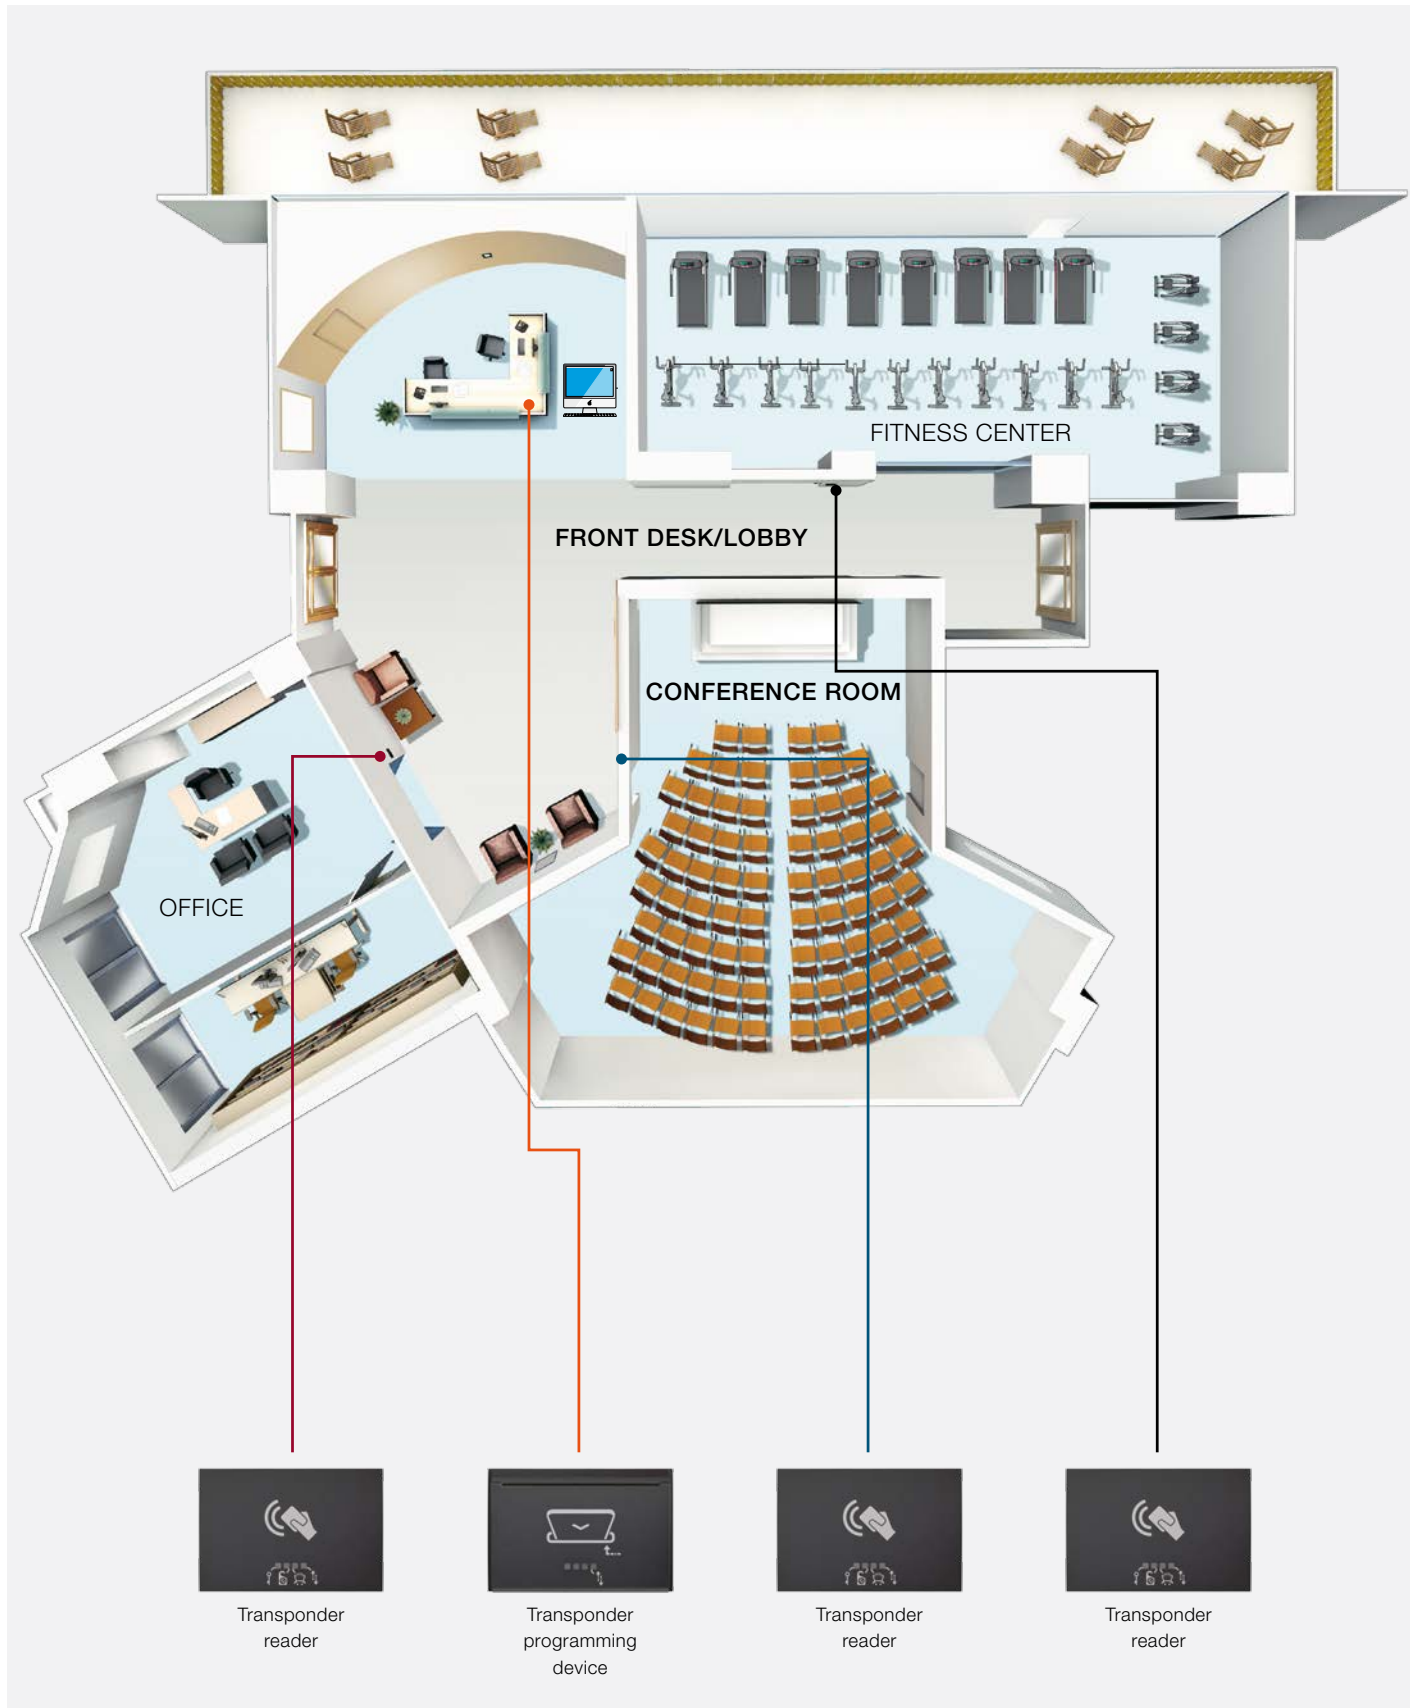 FITNESS CENTER
FRONT DESK/LOBBY
CONFERENCE ROOM
OFFICE
Transponder
reader
Transponder
programming
device
Transponder
reader
Transponder
reader